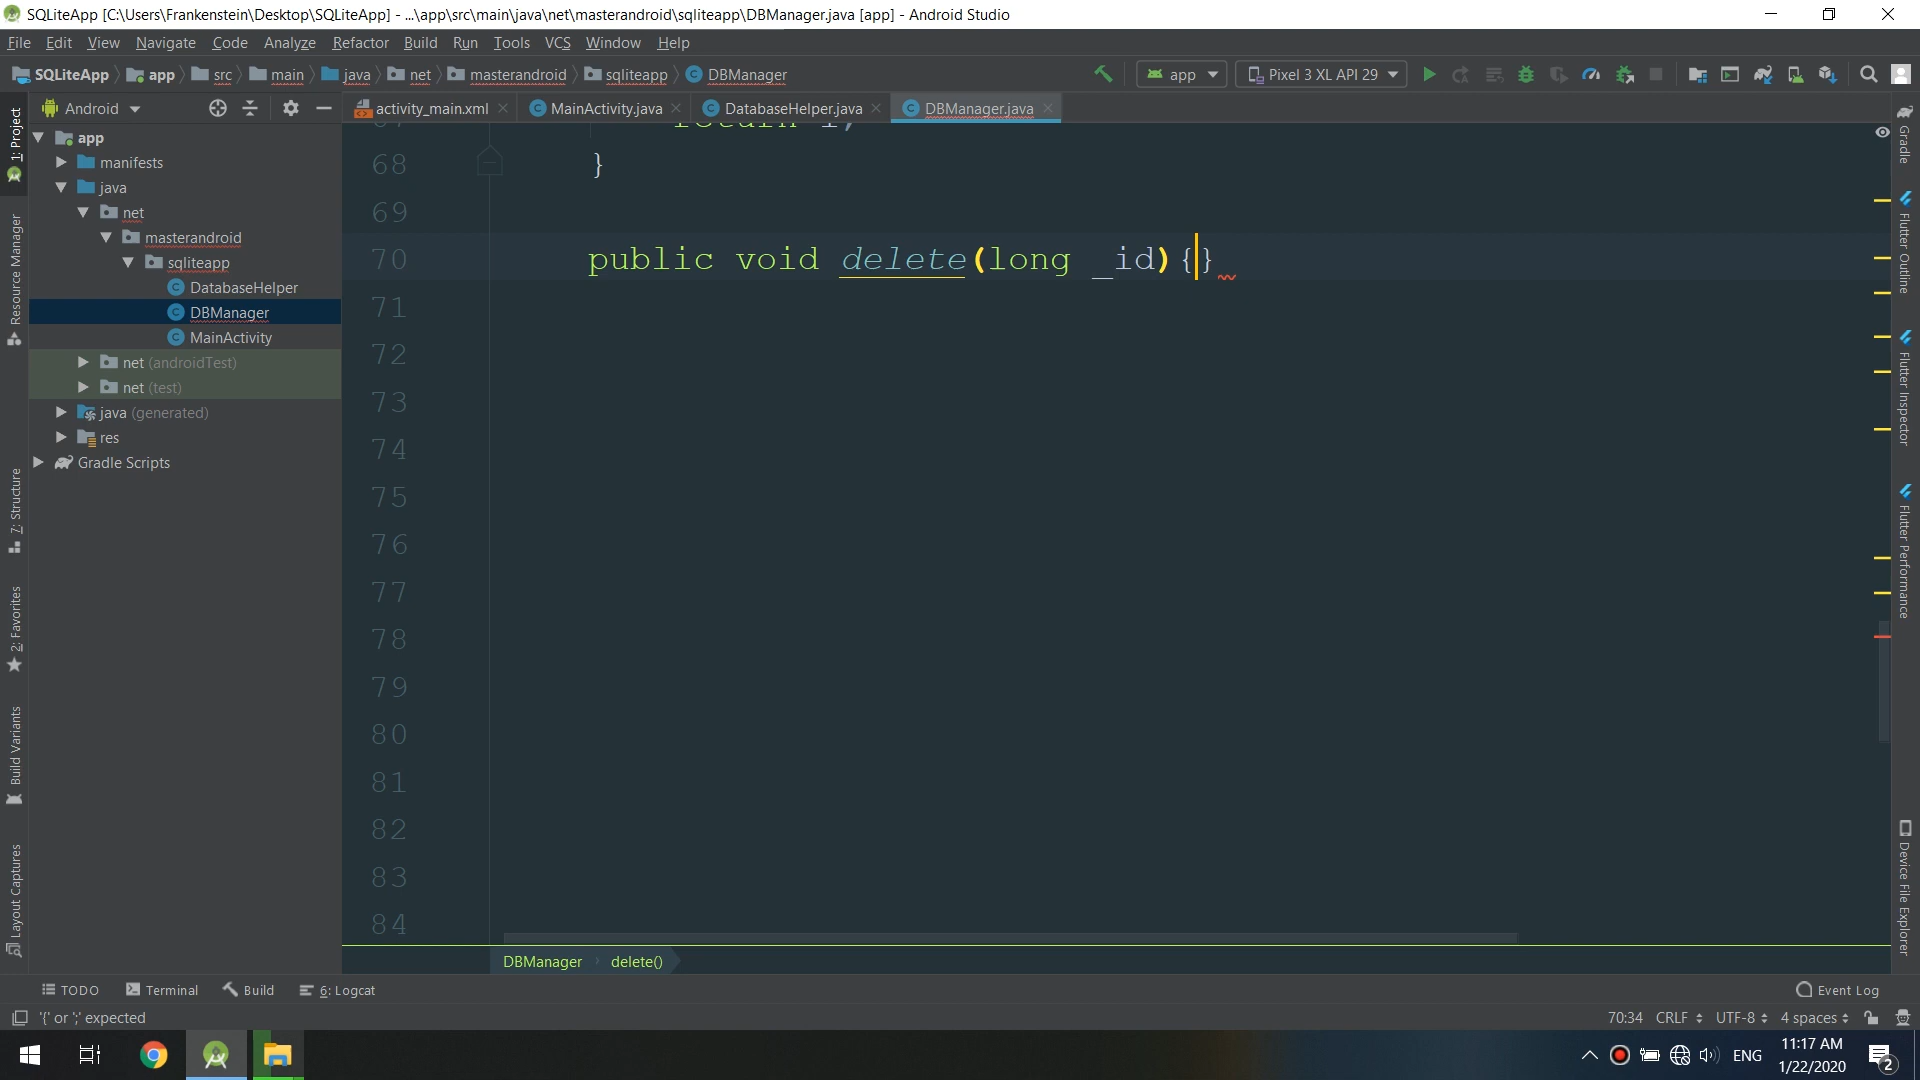 SQLiteApp [C:\Users\Frankenstein\Desktop\SQLiteApp] - ...\app\src\main\java\net\masterandroid\sqliteapp\DBManager.java [app] - Android Studio
File Edit View Navigate Code Analyze Refactor Build Run Tools VCS Window Help
SQLiteApp app src main java net masterandroid sqliteapp DBManager app Pixel 3 XL API 29
Android activity_main.xml MainActivity.java DatabaseHelper.java DBManager.java
app
manifests
java
net
masterandroid
sqliteapp
DatabaseHelper
DBManager
MainActivity
net (androidTest)
net (test)
java (generated)
res
Gradle Scripts
68 }
69
70 public void delete(long _id){}
71
72
73
74
75
76
77
78
79
80
81
82
83
84
DBManager delete()
1: Project
Resource Manager
7: Structure
2: Favorites
Build Variants
Layout Captures
Gradle
Flutter Outline
Flutter Inspector
Flutter Performance
Device File Explorer
TODO Terminal Build 6: Logcat Event Log
'{' or ';' expected 70:34 CRLF UTF-8 4 spaces
ENG 11:17 AM
1/22/2020 2